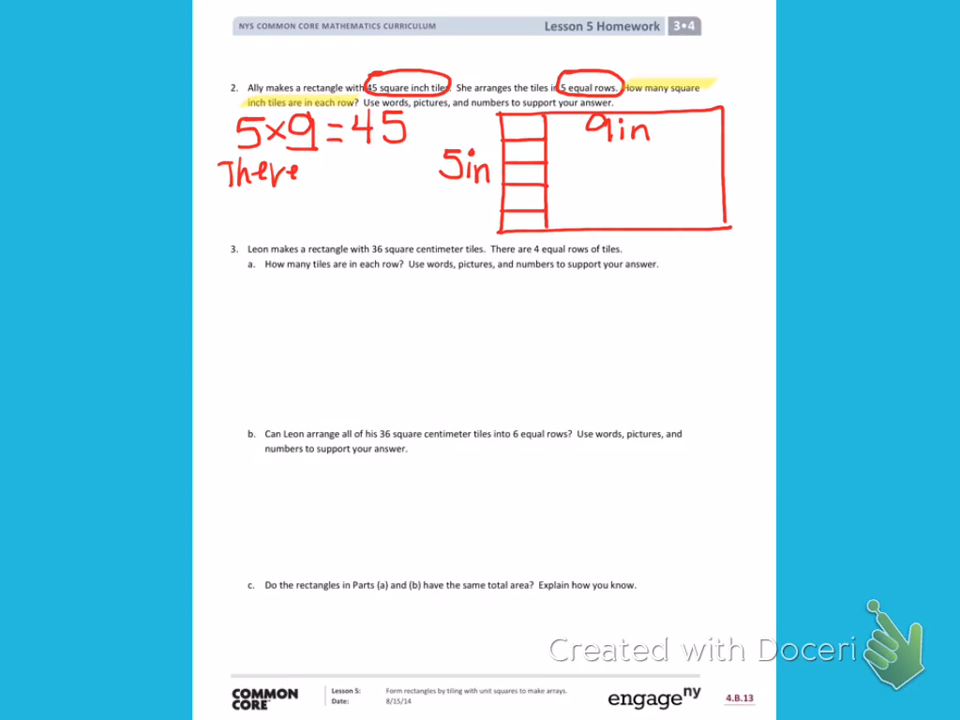 NYS COMMON CORE MATHEMATICS CURRICULUM Lesson 5 Homework 3•4
2. Ally makes a rectangle with 45 square inch tiles. She arranges the tiles in 5 equal rows. How many square
inch tiles are in each row? Use words, pictures, and numbers to support your answer.
5×9=45
There
9in
5in
3. Leon makes a rectangle with 36 square centimeter tiles. There are 4 equal rows of tiles.
a. How many tiles are in each row? Use words, pictures, and numbers to support your answer.
b. Can Leon arrange all of his 36 square centimeter tiles into 6 equal rows? Use words, pictures, and
numbers to support your answer.
c. Do the rectangles in Parts (a) and (b) have the same total area? Explain how you know.
Created with Doceri
COMMON
CORE
Lesson 5: Form rectangles by tiling with unit squares to make arrays.
Date: 8/15/14
engage ny
4.B.13